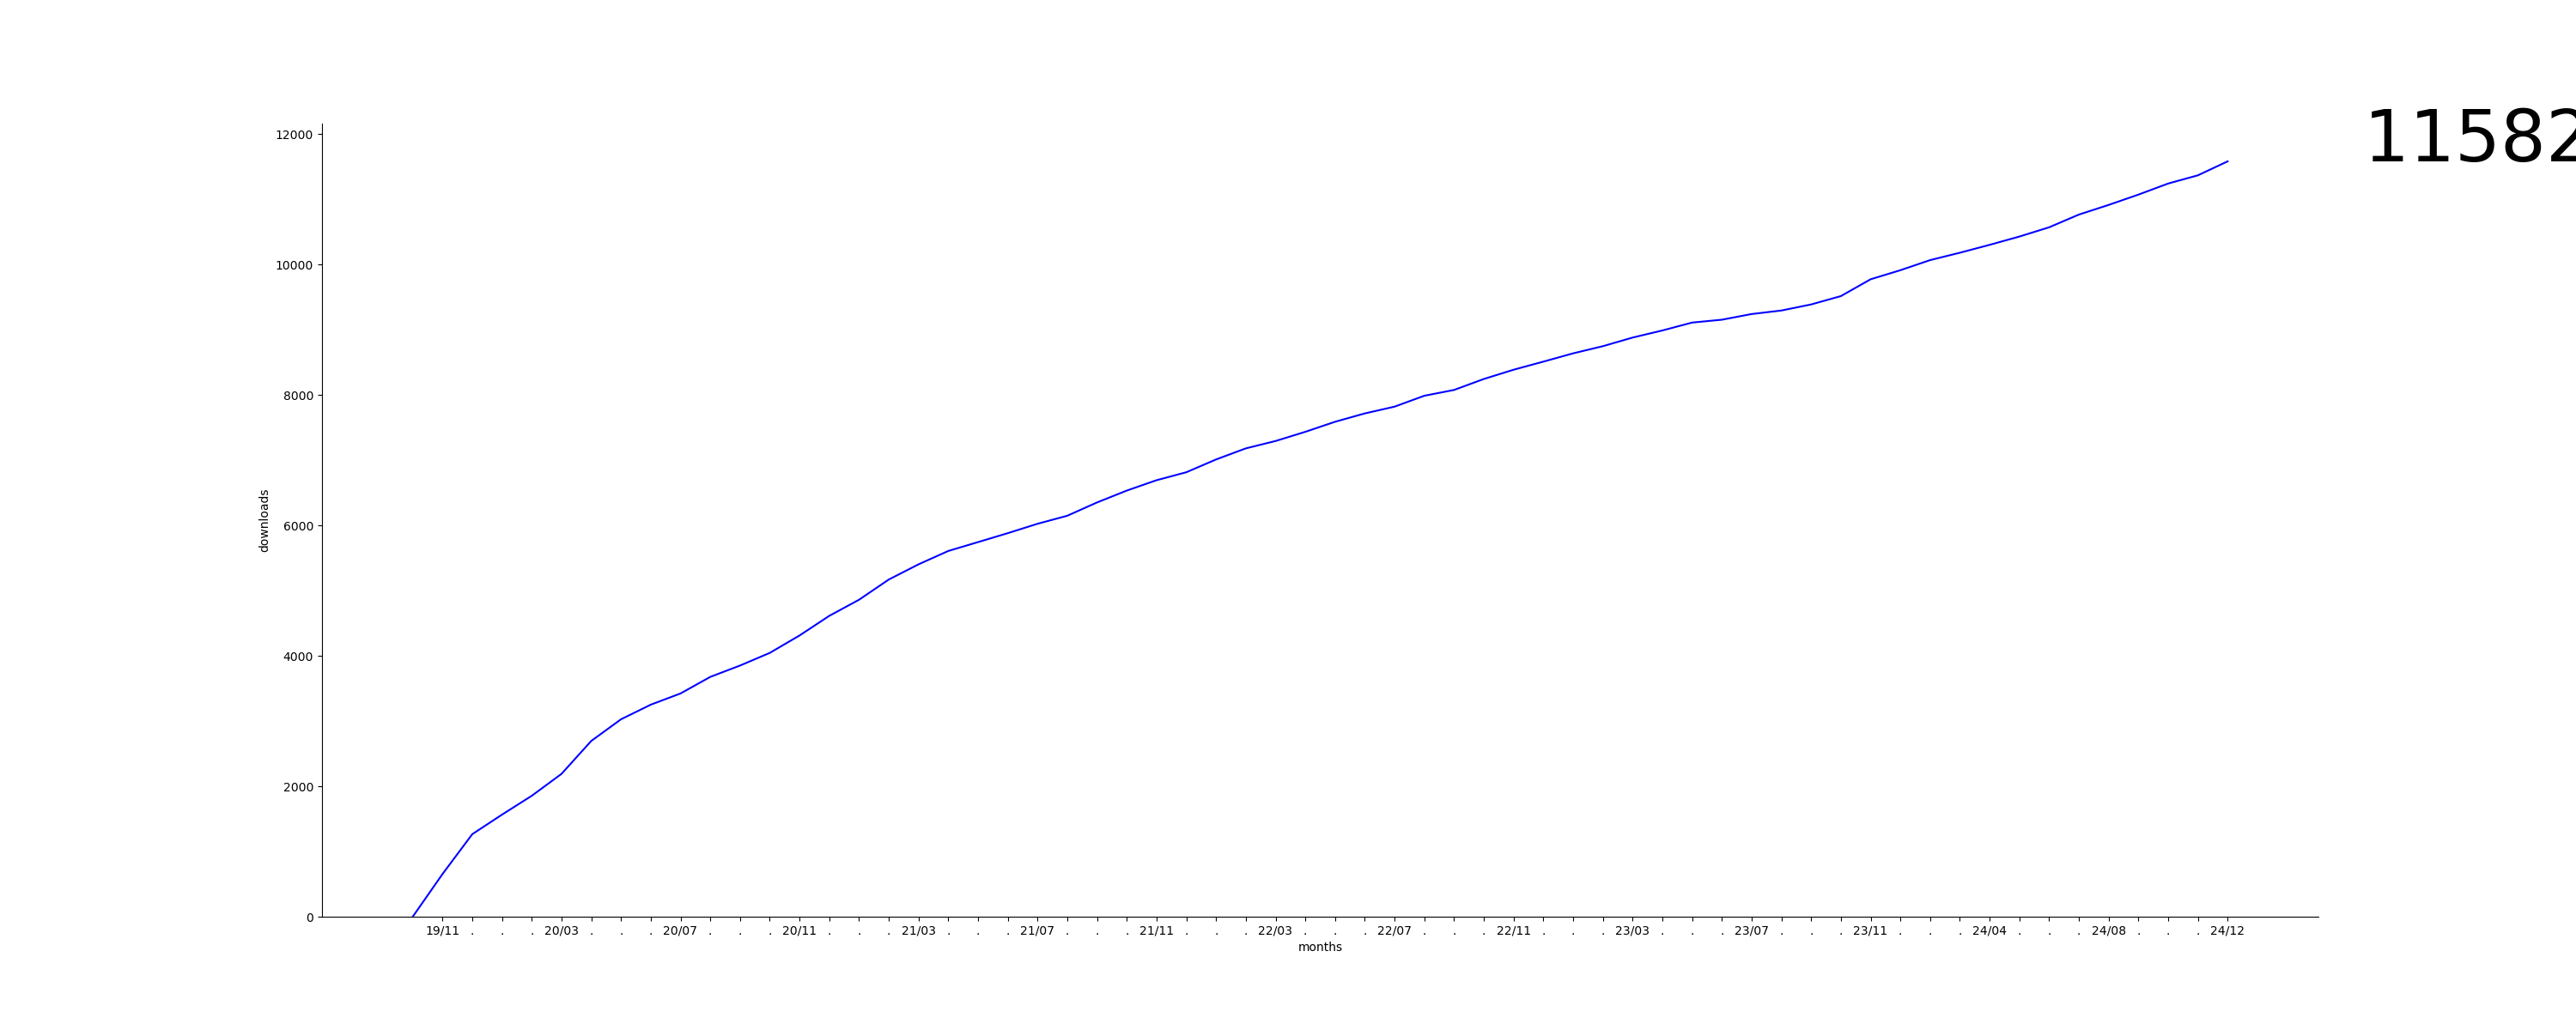 11582
12000
10000
8000
6000
4000
2000
0
downloads
19/11 . . . 20/03 . . . 20/07 . . . 20/11 . . . 21/03 . . . 21/07 . . . 21/11 . . . 22/03 . . . 22/07 . . . 22/11 . . . 23/03 . . . 23/07 . . . 23/11 . . . 24/04 . . . 24/08 . . . 24/12
months